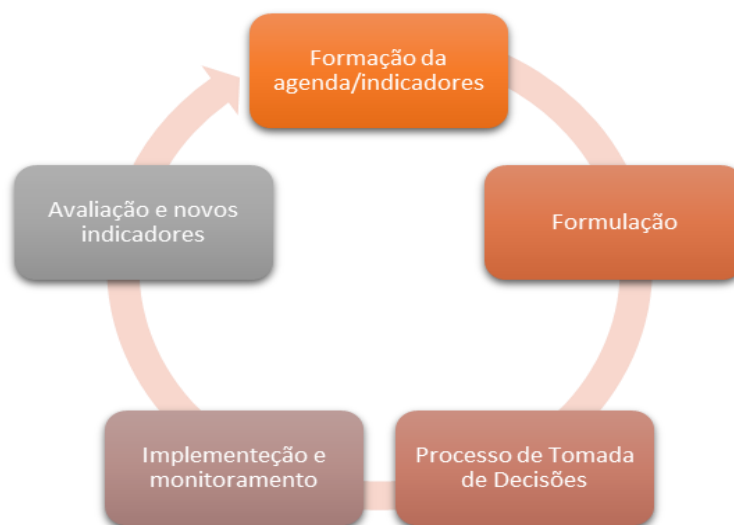 Formação da
agenda/indicadores
Formulação
Processo de Tomada
de Decisões
Implementeção e
monitoramento
Avaliação e novos
indicadores